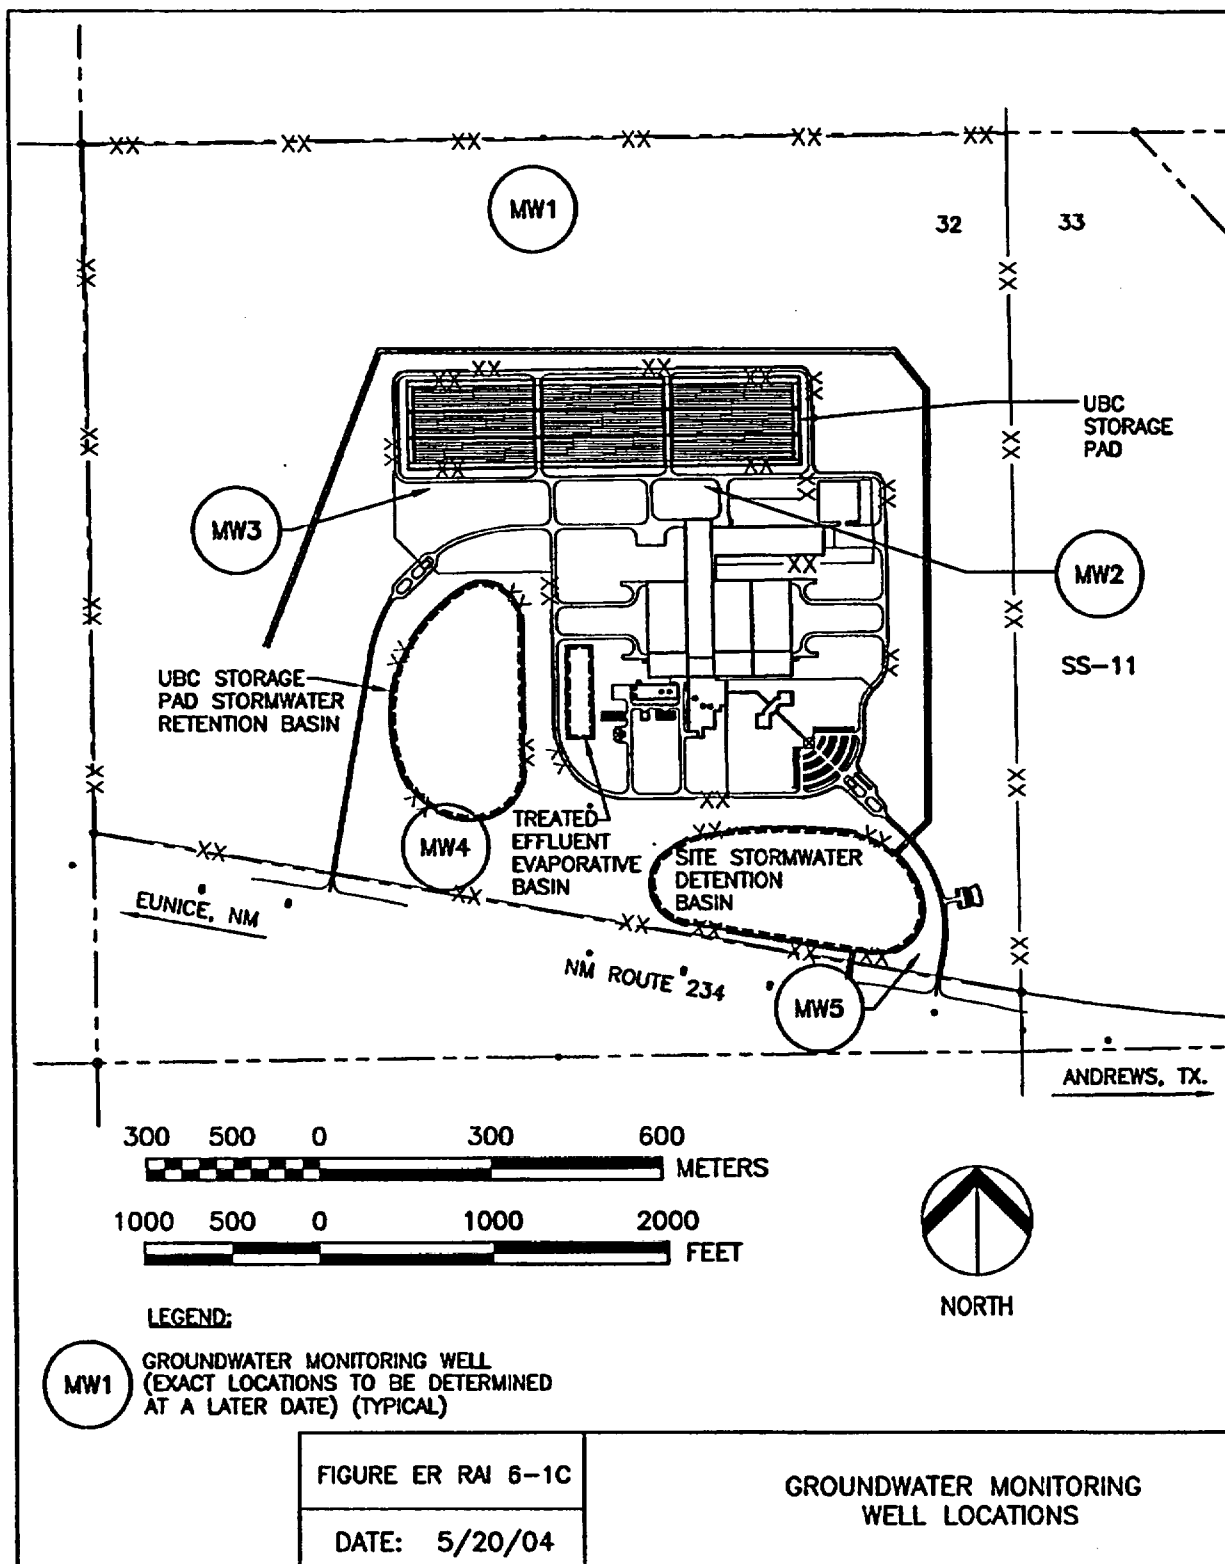 MW1
32
33
UBC
STORAGE
PAD
MW3
MW2
SS-11
UBC STORAGE
PAD STORMWATER
RETENTION BASIN
MW4
TREATED
EFFLUENT
EVAPORATIVE
BASIN
SITE STORMWATER
DETENTION
BASIN
EUNICE, NM
NM ROUTE 234
MW5
ANDREWS, TX.
300 500 0 300 600
METERS
1000 500 0 1000 2000
FEET
NORTH
LEGEND:
MW1
GROUNDWATER MONITORING WELL
(EXACT LOCATIONS TO BE DETERMINED
AT A LATER DATE) (TYPICAL)
FIGURE ER RAI 6-1C
DATE: 5/20/04
GROUNDWATER MONITORING
WELL LOCATIONS